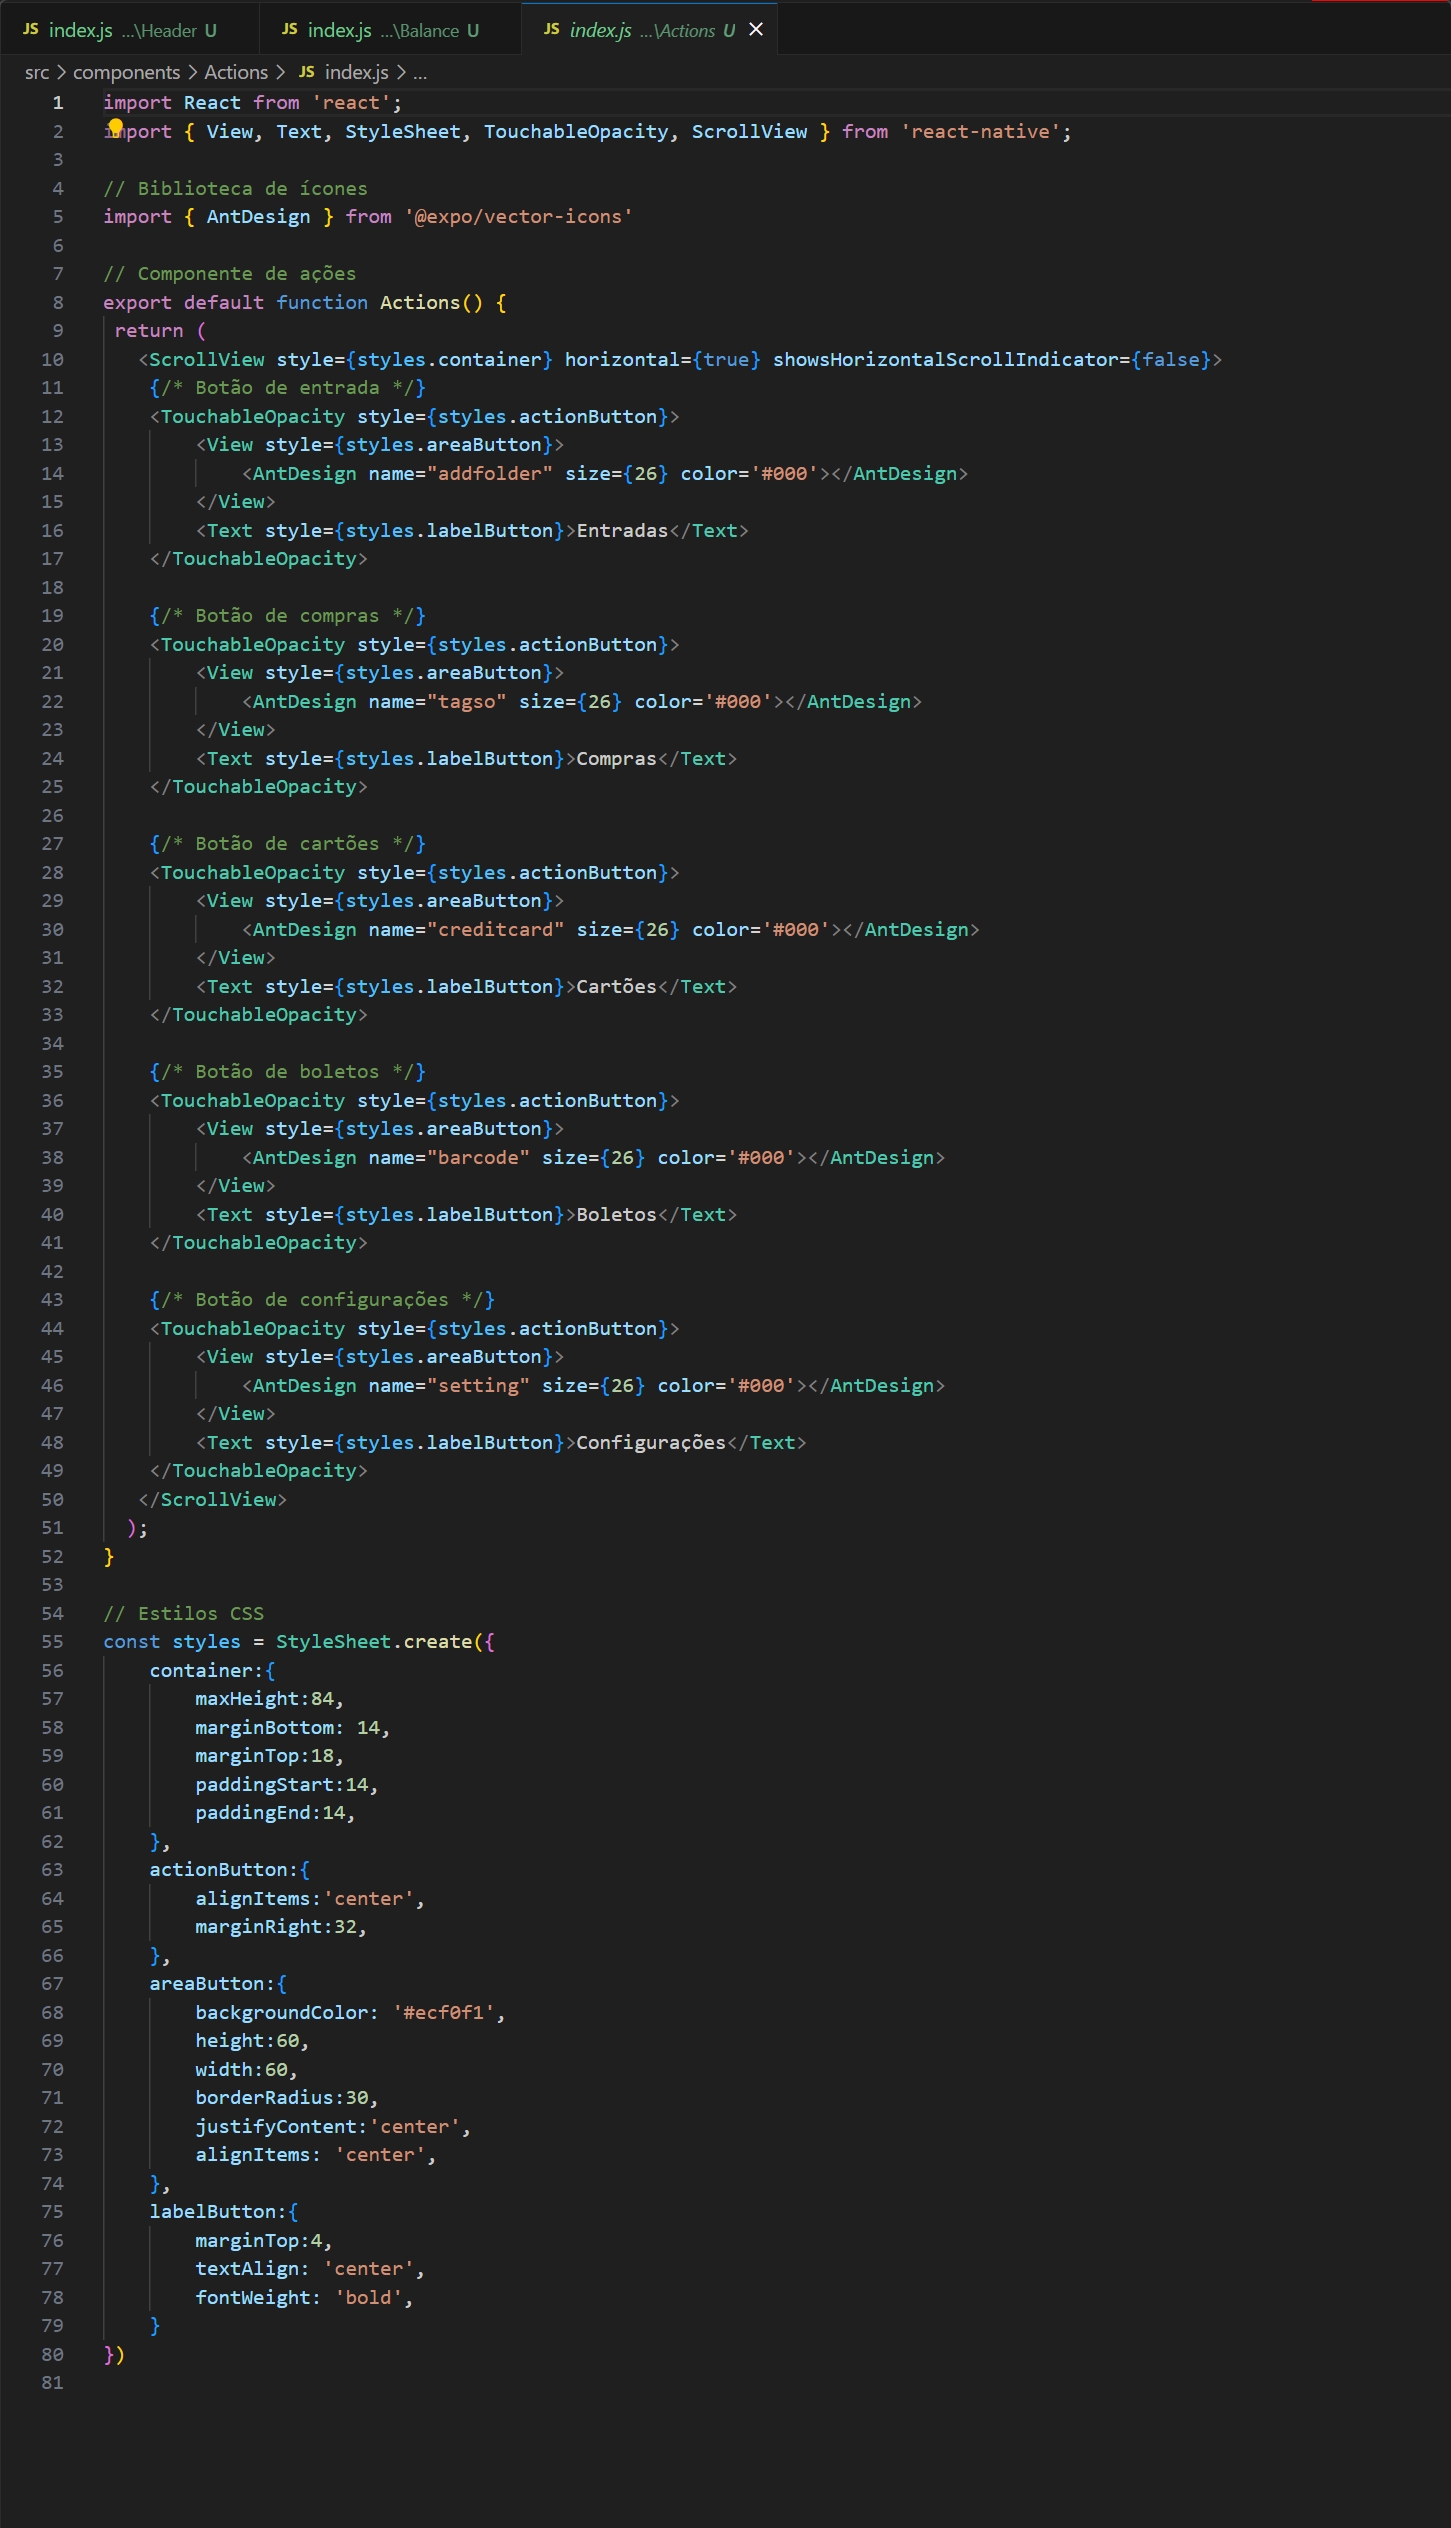 JS index.js ...\Header U JS index.js ...\Balance U JS index.js ...\Actions U ×
src > components > Actions > JS index.js > ...
1 import React from 'react';
2 import { View, Text, StyleSheet, TouchableOpacity, ScrollView } from 'react-native';
3
4 // Biblioteca de ícones
5 import { AntDesign } from '@expo/vector-icons'
6
7 // Componente de ações
8 export default function Actions() {
9 return (
10 <ScrollView style={styles.container} horizontal={true} showsHorizontalScrollIndicator={false}>
11 {/* Botão de entrada */}
12 <TouchableOpacity style={styles.actionButton}>
13 <View style={styles.areaButton}>
14 <AntDesign name="addfolder" size={26} color='#000'></AntDesign>
15 </View>
16 <Text style={styles.labelButton}>Entradas</Text>
17 </TouchableOpacity>
18
19 {/* Botão de compras */}
20 <TouchableOpacity style={styles.actionButton}>
21 <View style={styles.areaButton}>
22 <AntDesign name="tagso" size={26} color='#000'></AntDesign>
23 </View>
24 <Text style={styles.labelButton}>Compras</Text>
25 </TouchableOpacity>
26
27 {/* Botão de cartões */}
28 <TouchableOpacity style={styles.actionButton}>
29 <View style={styles.areaButton}>
30 <AntDesign name="creditcard" size={26} color='#000'></AntDesign>
31 </View>
32 <Text style={styles.labelButton}>Cartões</Text>
33 </TouchableOpacity>
34
35 {/* Botão de boletos */}
36 <TouchableOpacity style={styles.actionButton}>
37 <View style={styles.areaButton}>
38 <AntDesign name="barcode" size={26} color='#000'></AntDesign>
39 </View>
40 <Text style={styles.labelButton}>Boletos</Text>
41 </TouchableOpacity>
42
43 {/* Botão de configurações */}
44 <TouchableOpacity style={styles.actionButton}>
45 <View style={styles.areaButton}>
46 <AntDesign name="setting" size={26} color='#000'></AntDesign>
47 </View>
48 <Text style={styles.labelButton}>Configurações</Text>
49 </TouchableOpacity>
50 </ScrollView>
51 );
52 }
53
54 // Estilos CSS
55 const styles = StyleSheet.create({
56 container:{
57 maxHeight:84,
58 marginBottom: 14,
59 marginTop:18,
60 paddingStart:14,
61 paddingEnd:14,
62 },
63 actionButton:{
64 alignItems:'center',
65 marginRight:32,
66 },
67 areaButton:{
68 backgroundColor: '#ecf0f1',
69 height:60,
70 width:60,
71 borderRadius:30,
72 justifyContent:'center',
73 alignItems: 'center',
74 },
75 labelButton:{
76 marginTop:4,
77 textAlign: 'center',
78 fontWeight: 'bold',
79 }
80 })
81